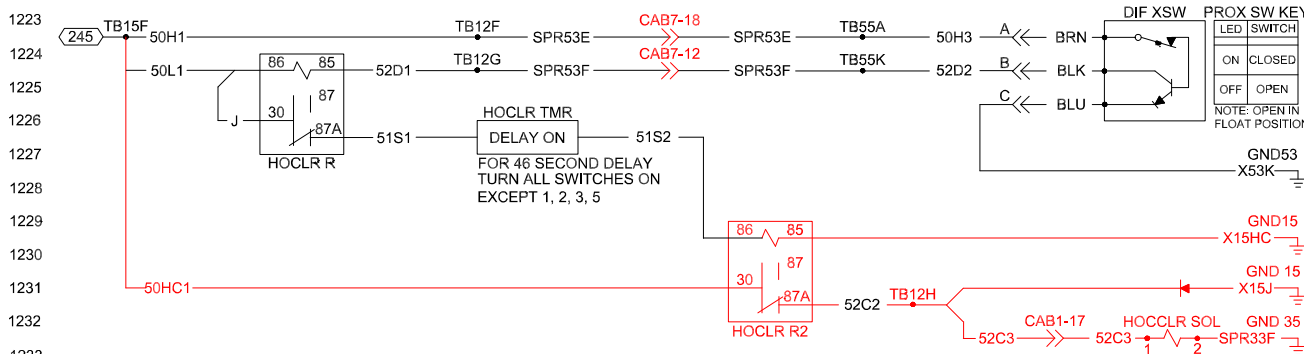 1223
245
TB15F
50H1
TB12F
SPR53E
CAB7-18
SPR53E
TB55A
50H3
A
BRN
DIF XSW
PROX SW KEY
LED SWITCH
ON CLOSED
OFF OPEN
NOTE: OPEN IN
FLOAT POSITION
1224
50L1
86
85
52D1
TB12G
SPR53F
CAB7-12
SPR53F
TB55K
52D2
B
BLK
1225
87
30
C
BLU
1226
J
87A
51S1
HOCLR TMR
DELAY ON
51S2
1227
HOCLR R
FOR 46 SECOND DELAY
TURN ALL SWITCHES ON
EXCEPT 1, 2, 3, 5
GND53
X53K
1228
1229
86
85
GND15
X15HC
1230
87
1231
50HC1
30
87A
52C2
TB12H
GND 15
X15J
1232
HOCLR R2
52C3
CAB1-17
52C3
1
HOCCLR SOL
2
SPR33F
GND 35